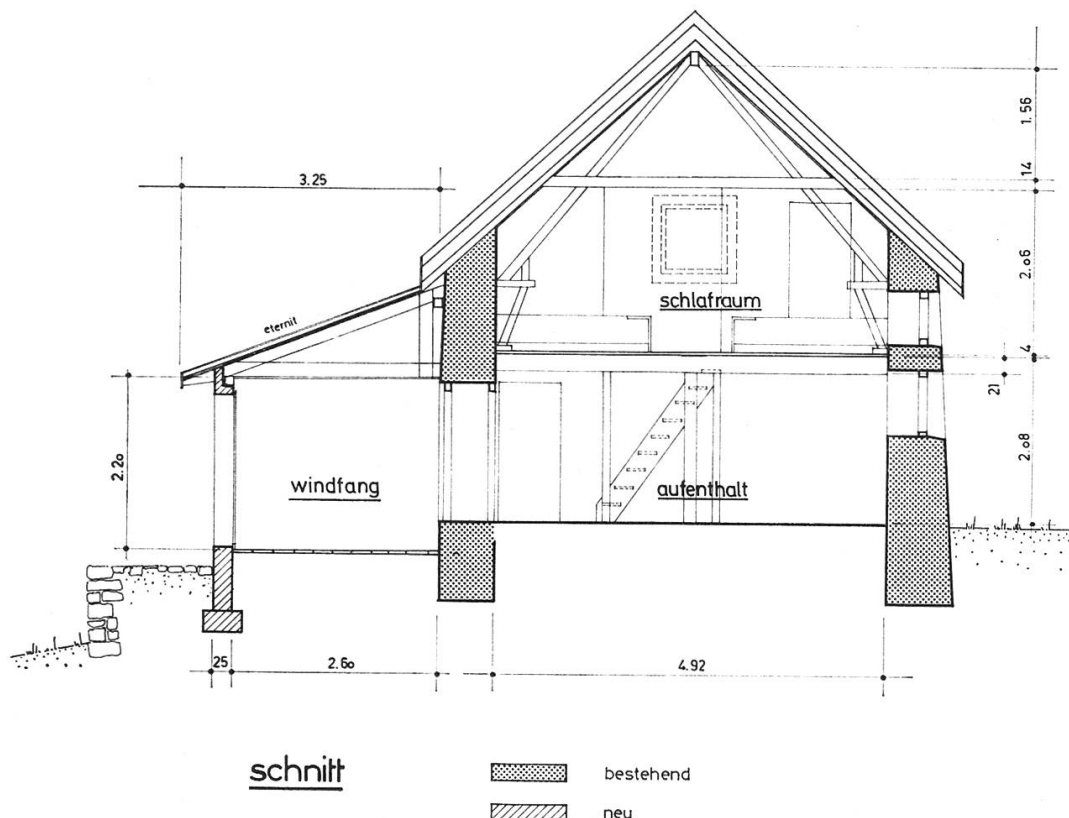 1.56
3.25
14
2.06
schlafraum
eternit
4
21
2.20
2.08
windfang
aufenthalt
25
2.60
4.92
schnitt
bestehend
neu